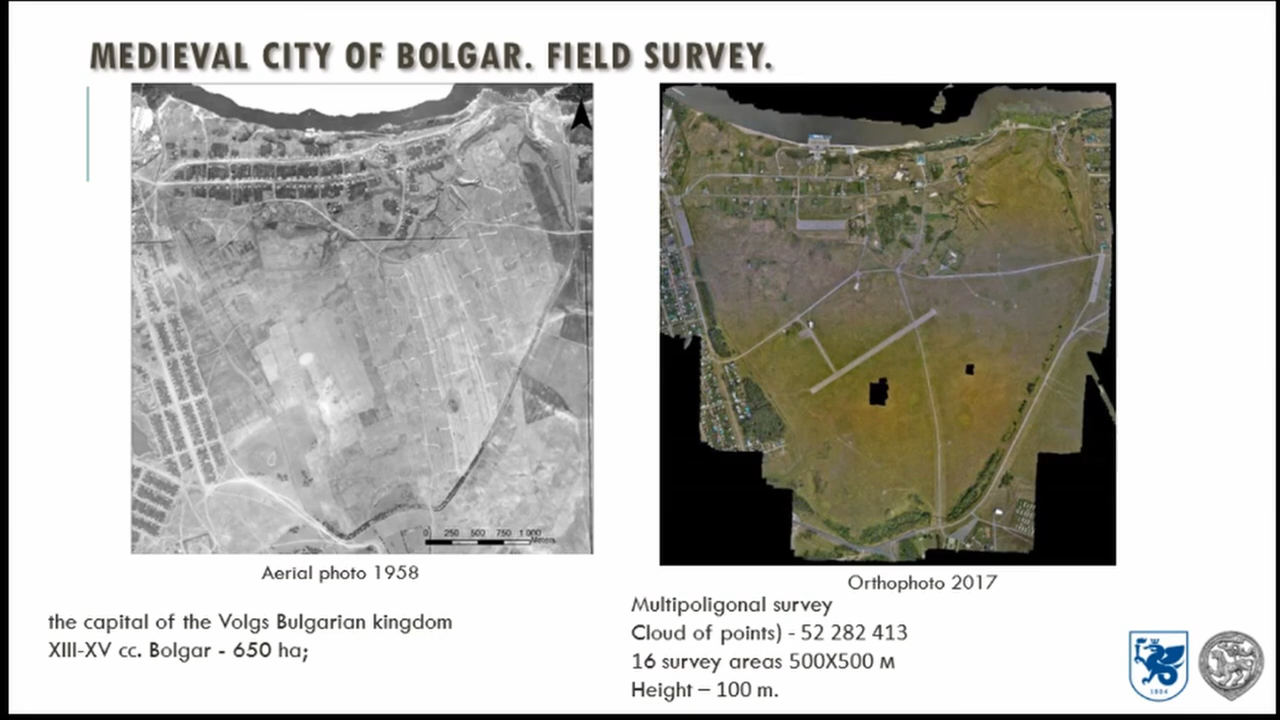 MEDIEVAL CITY OF BOLGAR. FIELD SURVEY.
0 250 500 750 1 000
Meters
Aerial photo 1958
the capital of the Volgs Bulgarian kingdom
XIII-XV cc. Bolgar - 650 ha;
Orthophoto 2017
Multipoligonal survey
Cloud of points) - 52 282 413
16 survey areas 500X500 м
Height – 100 m.
1804